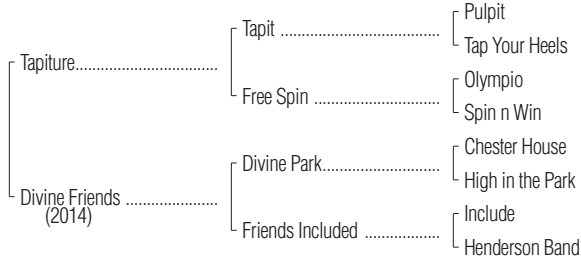 Pulpit
Tapit ..............................
Tap Your Heels
Tapiture.................................
Olympio
Free Spin ........................
Spin n Win
Chester House
Divine Park........................
High in the Park
Divine Friends .....................
(2014)
Include
Friends Included .................
Henderson Band